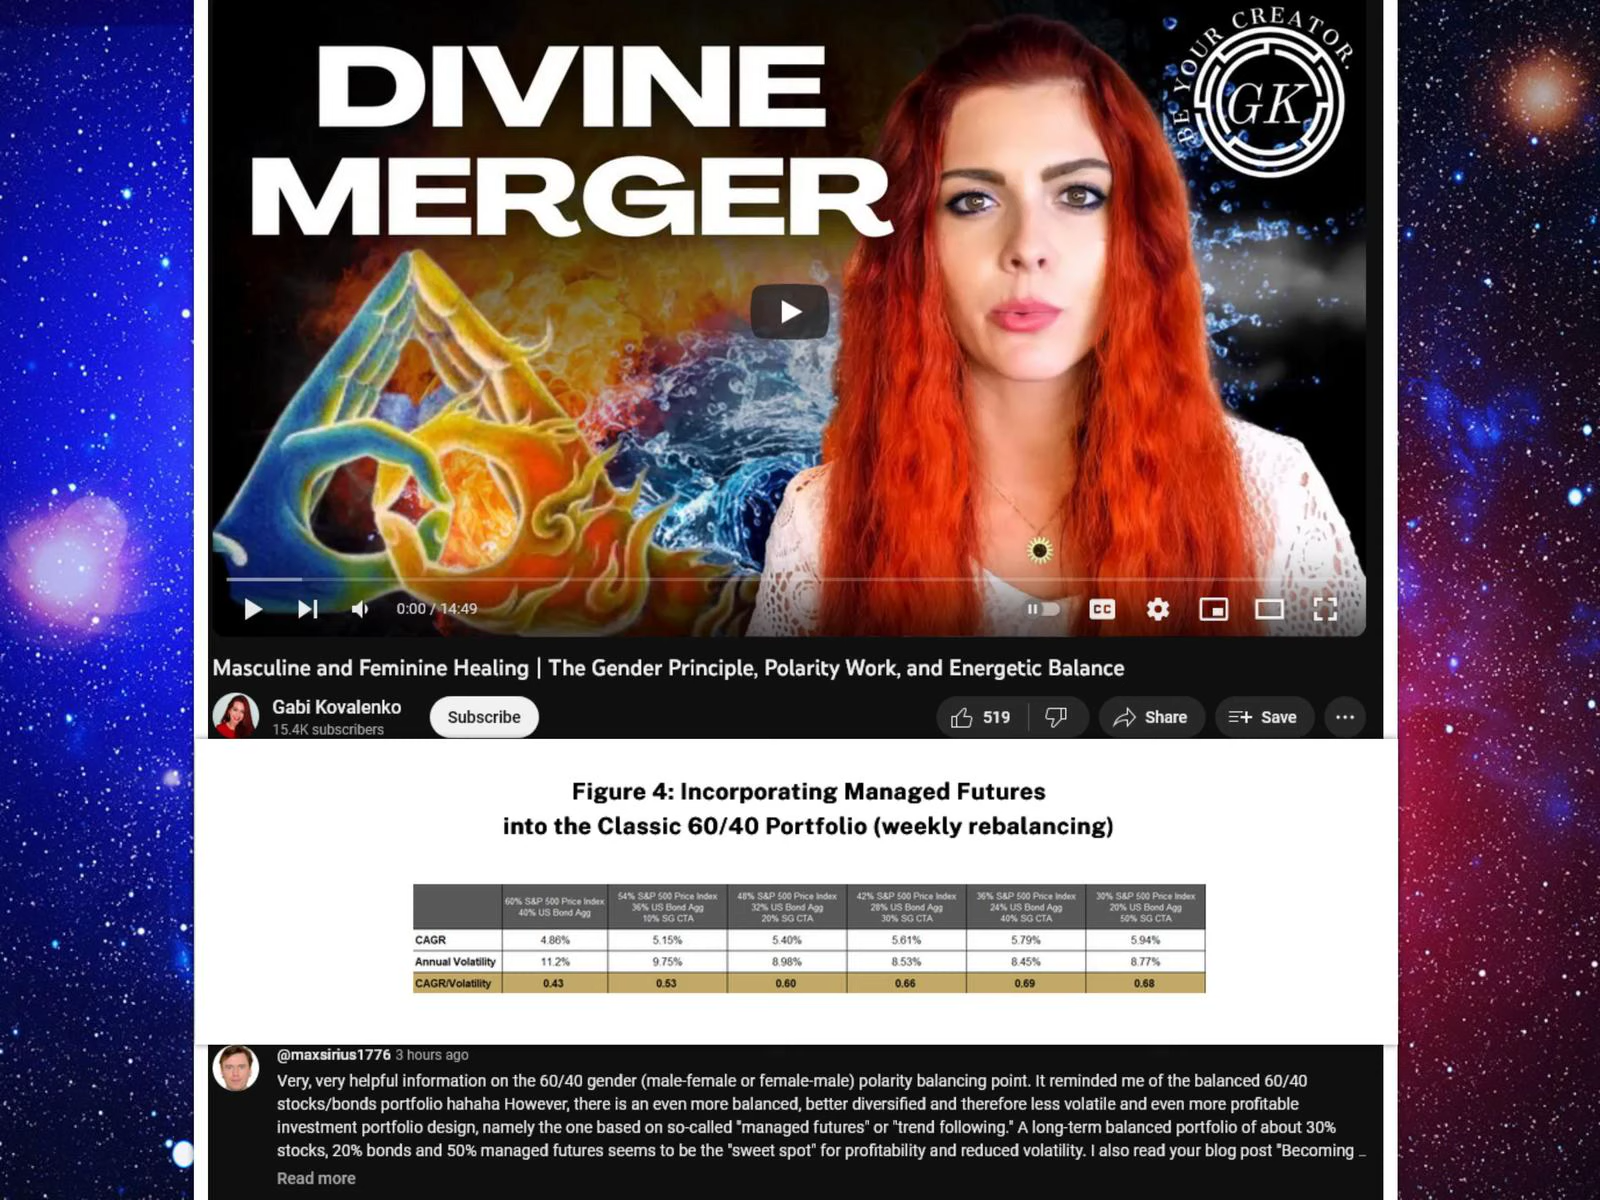 DIVINE
MERGER
BE YOUR CREATOR.
GK
0:00 / 14:49
CC
Masculine and Feminine Healing | The Gender Principle, Polarity Work, and Energetic Balance
Gabi Kovalenko
15.4K subscribers
Subscribe
519
Share
Save
Figure 4: Incorporating Managed Futures
into the Classic 60/40 Portfolio (weekly rebalancing)
60% S&P 500 Price Index 54% S&P 500 Price Index 48% S&P 500 Price Index 42% S&P 500 Price Index 36% S&P 500 Price Index 30% S&P 500 Price Index
40% US Bond Agg 36% US Bond Agg 32% US Bond Agg 28% US Bond Agg 24% US Bond Agg 20% US Bond Agg
10% SG CTA 20% SG CTA 30% SG CTA 40% SG CTA 50% SG CTA
CAGR 4.86% 5.15% 5.40% 5.61% 5.79% 5.94%
Annual Volatility 11.2% 9.75% 8.98% 8.53% 8.45% 8.77%
CAGR/Volatility 0.43 0.53 0.60 0.66 0.69 0.68
@maxsirius1776 3 hours ago
Very, very helpful information on the 60/40 gender (male-female or female-male) polarity balancing point. It reminded me of the balanced 60/40
stocks/bonds portfolio hahaha However, there is an even more balanced, better diversified and therefore less volatile and even more profitable
investment portfolio design, namely the one based on so-called "managed futures" or "trend following." A long-term balanced portfolio of about 30%
stocks, 20% bonds and 50% managed futures seems to be the "sweet spot" for profitability and reduced volatility. I also read your blog post "Becoming ...
Read more